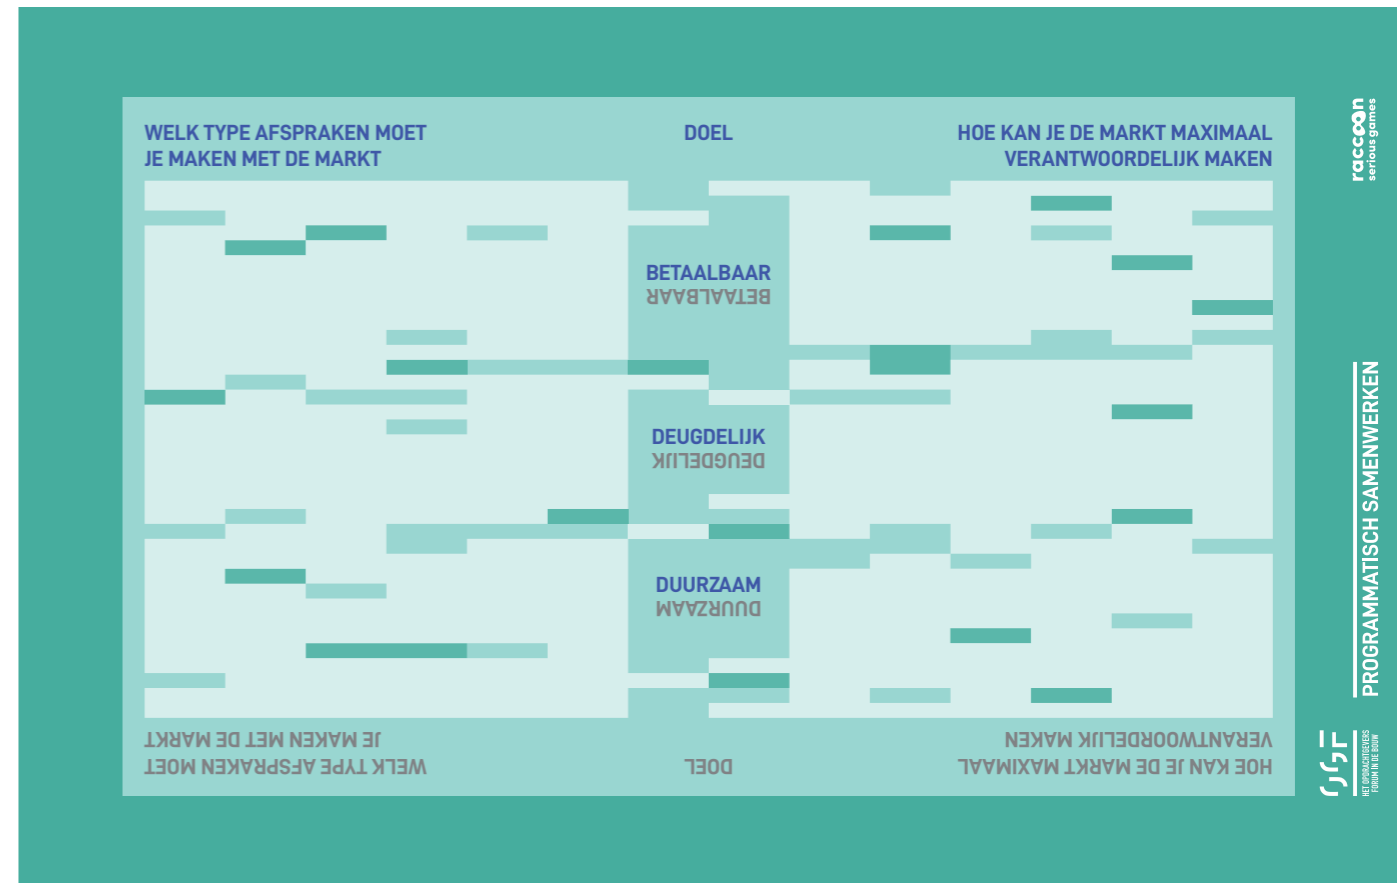 WELK TYPE AFSPRAKEN MOET
JE MAKEN MET DE MARKT
DOEL
HOE KAN JE DE MARKT MAXIMAAL
VERANTWOORDELIJK MAKEN
BETAALBAAR
BETAALBAAR
DEUGDELIJK
DEUGDELIJK
DUURZAAM
DUURZAAM
WELK TYPE AFSPRAKEN MOET
JE MAKEN MET DE MARKT
DOEL
HOE KAN JE DE MARKT MAXIMAAL
VERANTWOORDELIJK MAKEN
raccoon
serious games
PROGRAMMATISCH SAMENWERKEN
HET OPDRACHTGEVERS
FORUM IN DE BOUW